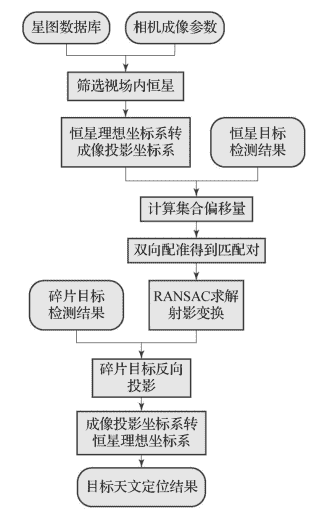 星图数据库
相机成像参数
筛选视场内恒星
恒星理想坐标系转
成像投影坐标系
恒星目标
检测结果
计算集合偏移量
双向配准得到匹配对
碎片目标
检测结果
RANSAC求解
射影变换
碎片目标反向
投影
成像投影坐标系转
恒星理想坐标系
目标天文定位结果